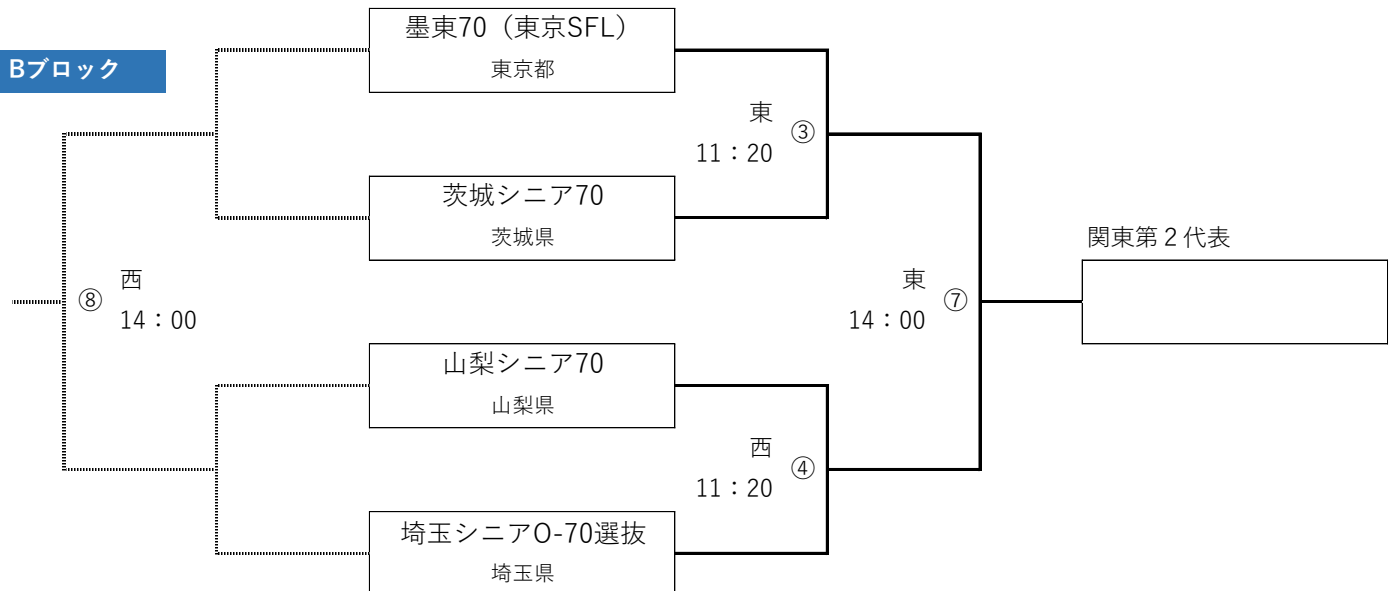 墨東70（東京SFL）
東京都
Bブロック
東
③
11：20
茨城シニア70
茨城県
関東第２代表
西
⑧
14：00
東
⑦
14：00
山梨シニア70
山梨県
西
④
11：20
埼玉シニアO-70選抜
埼玉県